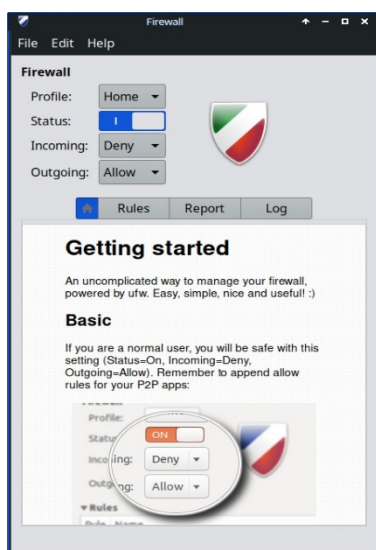 Firewall
File Edit Help
Firewall
Profile: Home
Status: I
Incoming: Deny
Outgoing: Allow
Rules Report Log
Getting started
An uncomplicated way to manage your firewall,
powered by ufw. Easy, simple, nice and useful! :)
Basic
If you are a normal user, you will be safe with this
setting (Status=On, Incoming=Deny,
Outgoing=Allow). Remember to append allow
rules for your P2P apps:
Profile:
ON
Deny
Allow
Rules